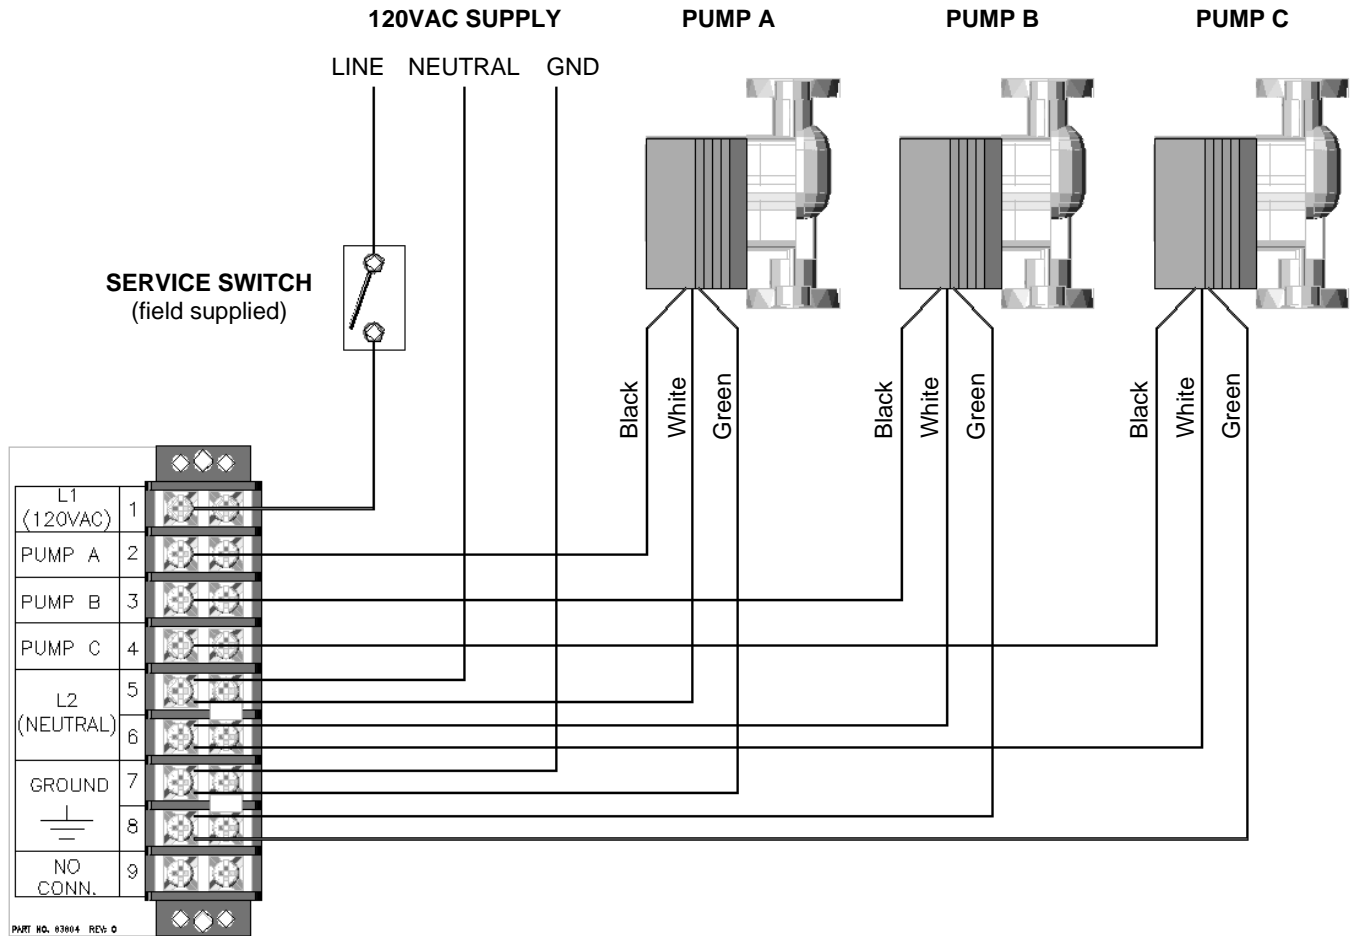 120VAC SUPPLY
PUMP A
PUMP B
PUMP C
LINE NEUTRAL GND
SERVICE SWITCH
(field supplied)
Black
White
Green
Black
White
Green
Black
White
Green
L1
(120VAC)
1
PUMP A
2
PUMP B
3
PUMP C
4
L2
(NEUTRAL)
5
6
GROUND
7
8
NO
CONN.
9
PART NO. 83804 REV: 0